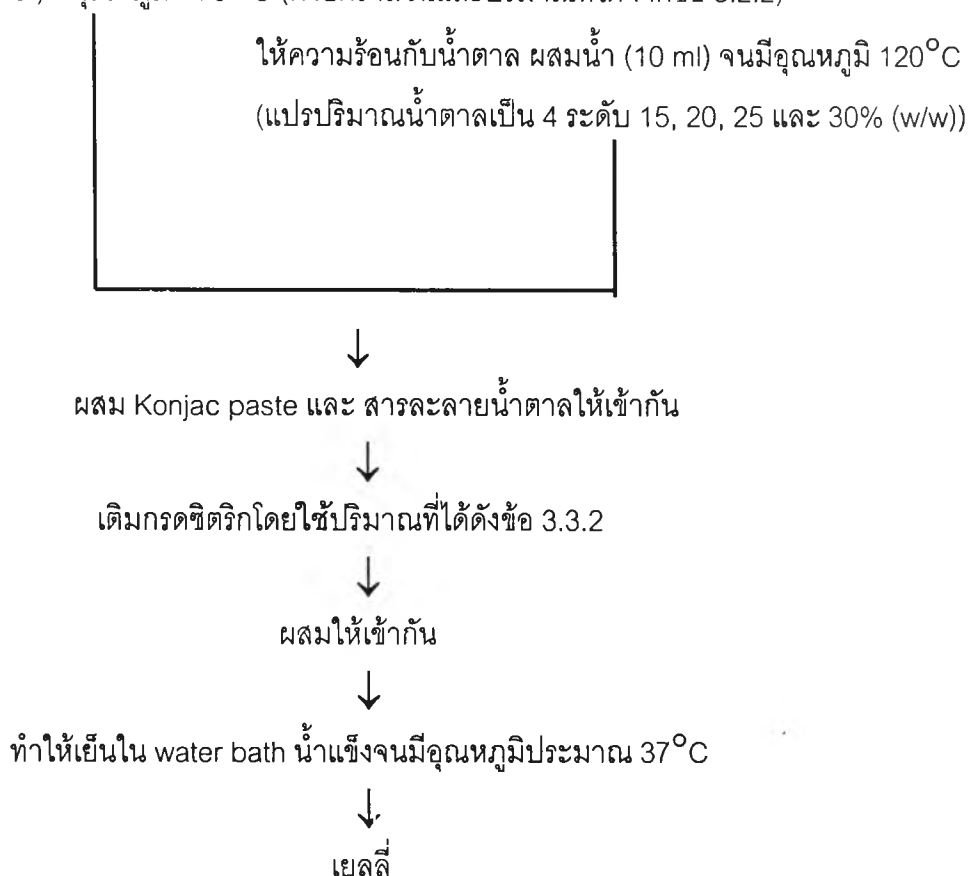 ให้ความร้อนกับน้ำตาล ผสมน้ำ (10 ml) จนมีอุณหภูมิ 120°C
(แปรปริมาณน้ำตาลเป็น 4 ระดับ 15, 20, 25 และ 30% (w/w))
↓
ผสม Konjac paste และ สารละลายน้ำตาลให้เข้ากัน
↓
เติมกรดซิตริกโดยใช้ปริมาณที่ได้ดังข้อ 3.3.2
↓
ผสมให้เข้ากัน
↓
ทำให้เย็นใน water bath น้ำแข็งจนมีอุณหภูมิประมาณ 37°C
↓
เยลลี่